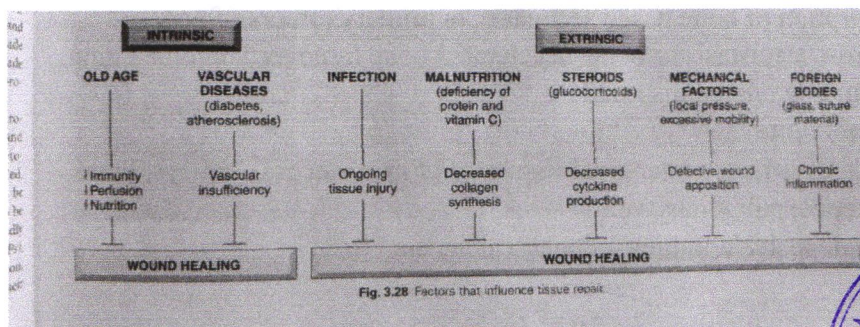 INTRINSIC
EXTRINSIC
OLD AGE
VASCULAR
DISEASES
(diabetes,
atherosclerosis)
INFECTION
MALNUTRITION
(deficiency of
protein and
vitamin C)
STEROIDS
(glucocorticoids)
MECHANICAL
FACTORS
(local pressure,
excessive mobility)
FOREIGN
BODIES
(glass, suture
material)
Immunity
Perfusion
Nutrition
Vascular
insufficiency
Ongoing
tissue injury
Decreased
collagen
synthesis
Decreased
cytokine
production
Defective wound
apposition
Chronic
inflammation
WOUND HEALING
WOUND HEALING
Fig. 3.28 Factors that influence tissue repair.